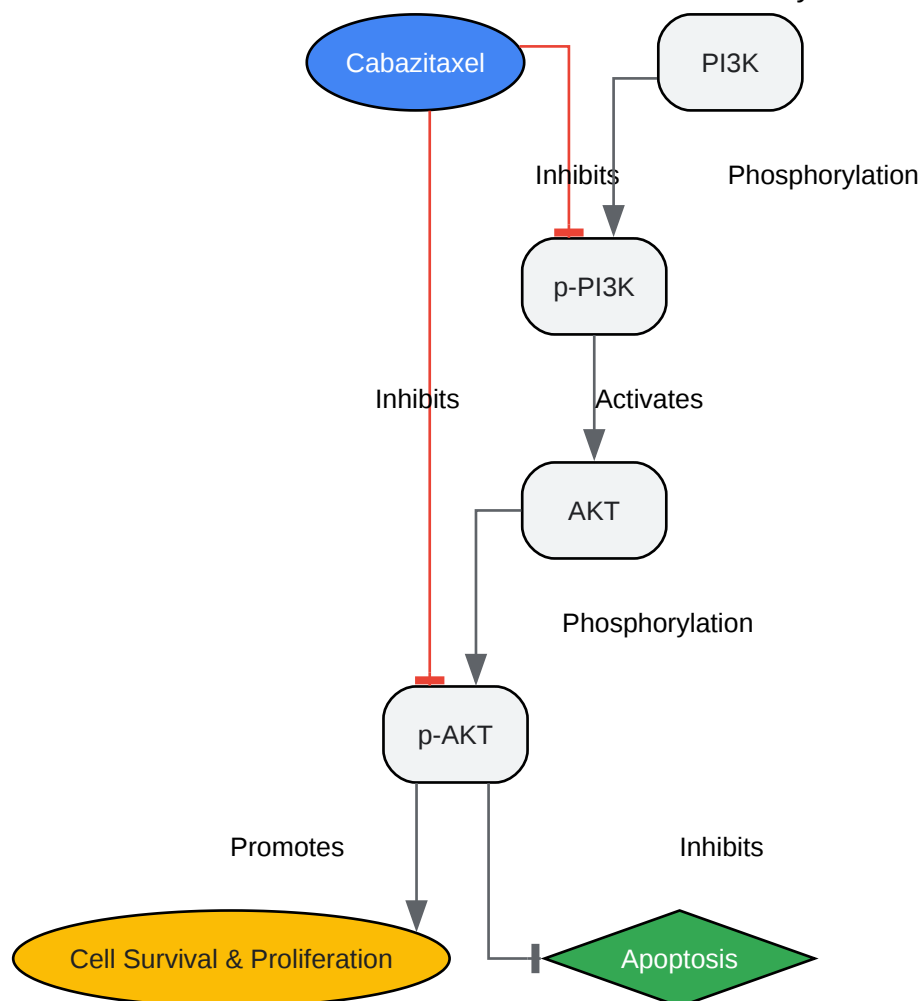 Cabazitaxel
PI3K
Inhibits
Phosphorylation
p-PI3K
Inhibits
Activates
AKT
Phosphorylation
p-AKT
Promotes
Inhibits
Cell Survival & Proliferation
Apoptosis